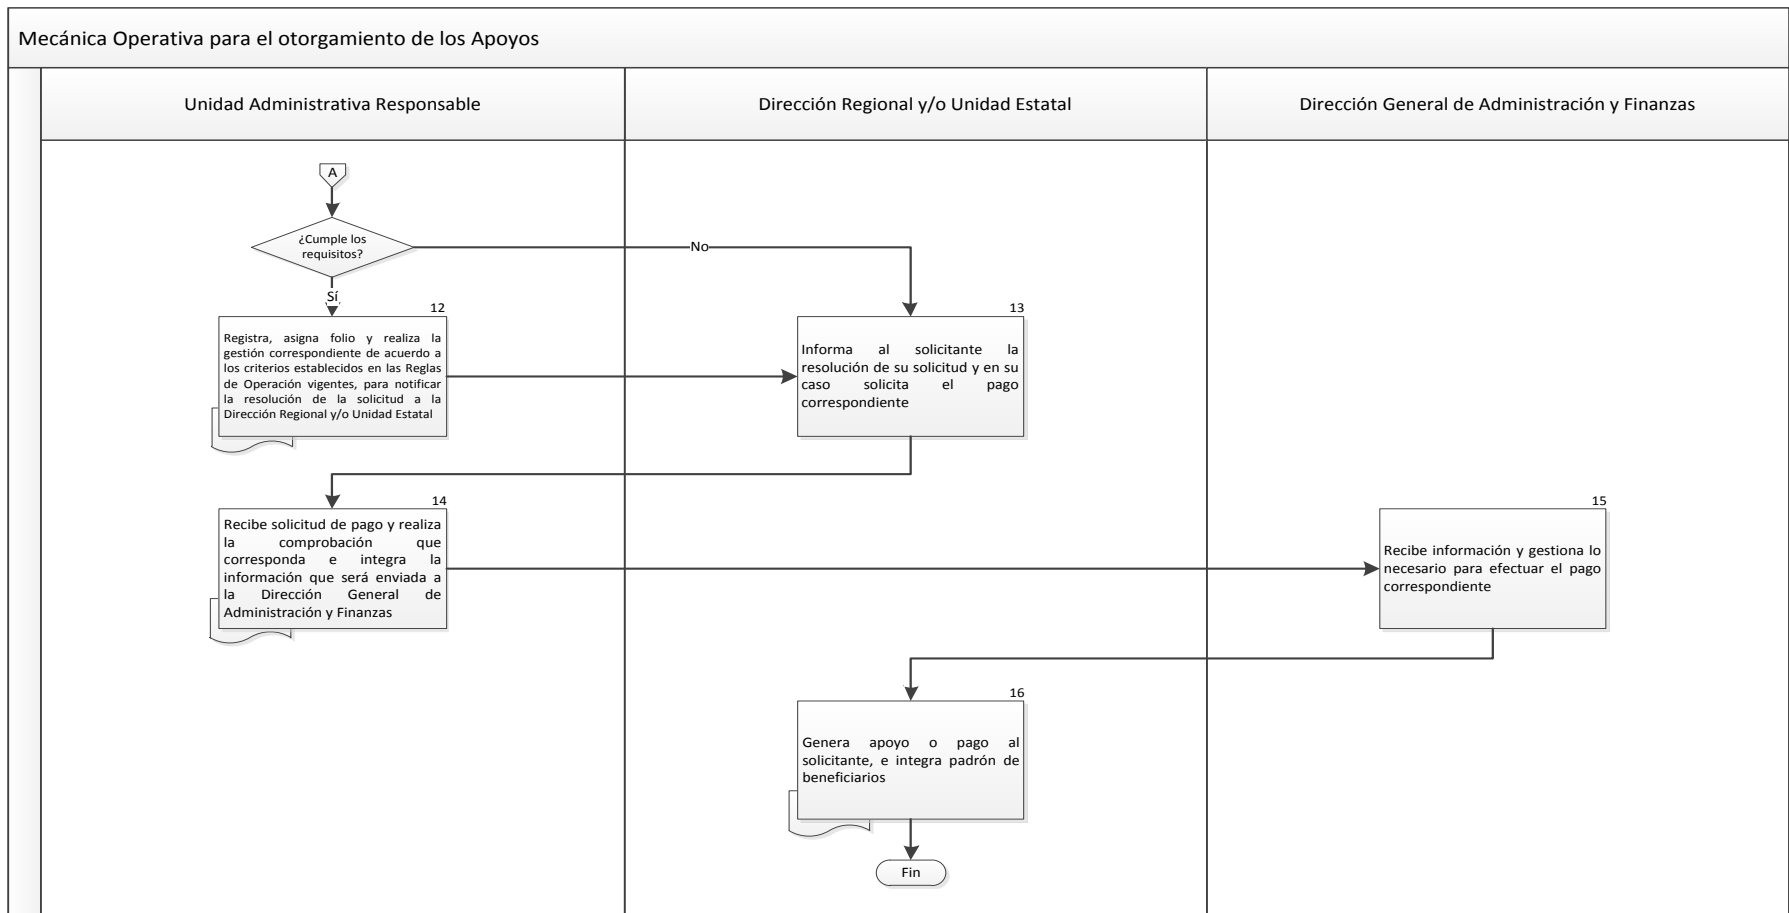 Mecánica Operativa para el otorgamiento de los Apoyos
Unidad Administrativa Responsable
Dirección Regional y/o Unidad Estatal
Dirección General de Administración y Finanzas
A
¿Cumple los
requisitos?
No
Sí
12
Registra, asigna folio y realiza la
gestión correspondiente de acuerdo a
los criterios establecidos en las Reglas
de Operación vigentes, para notificar
la resolución de la solicitud a la
Dirección Regional y/o Unidad Estatal
13
Informa al solicitante la
resolución de su solicitud y en su
caso solicita el pago
correspondiente
14
Recibe solicitud de pago y realiza
la comprobación que
corresponda e integra la
información que será enviada a
la Dirección General de
Administración y Finanzas
15
Recibe información y gestiona lo
necesario para efectuar el pago
correspondiente
16
Genera apoyo o pago al
solicitante, e integra padrón de
beneficiarios
Fin